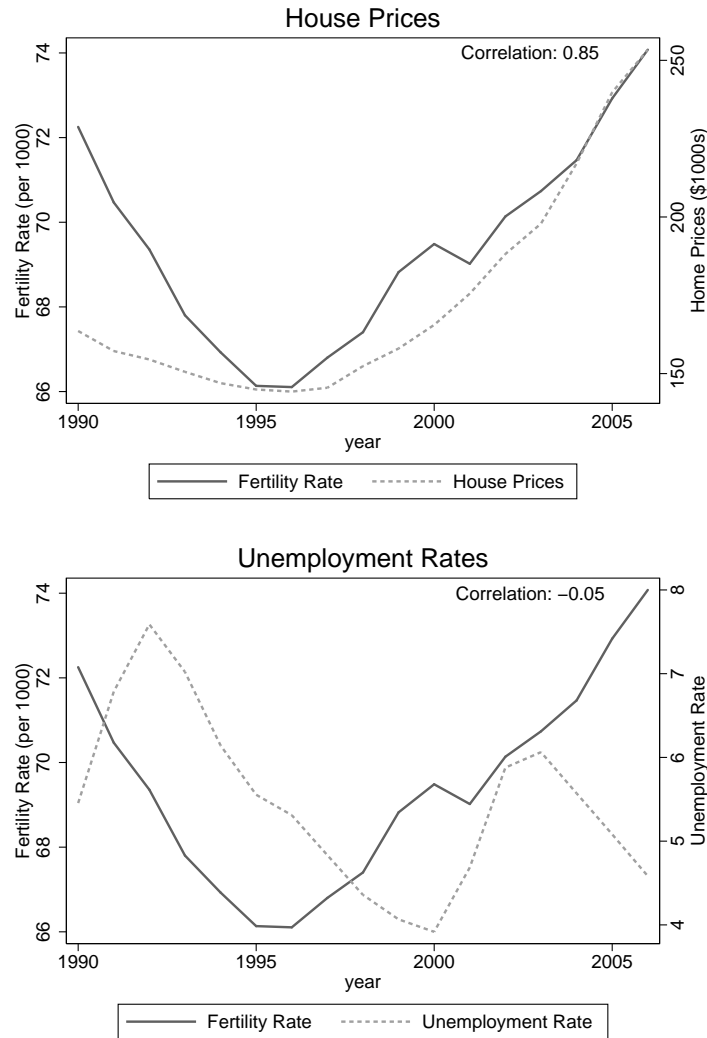 House Prices
Correlation: 0.85
Fertility Rate (per 1000)
74
72
70
68
66
Home Prices ($1000s)
250
200
150
1990 1995 2000 2005
year
Fertility Rate House Prices
Unemployment Rates
Correlation: −0.05
Fertility Rate (per 1000)
74
72
70
68
66
Unemployment Rate
8
7
6
5
4
1990 1995 2000 2005
year
Fertility Rate Unemployment Rate